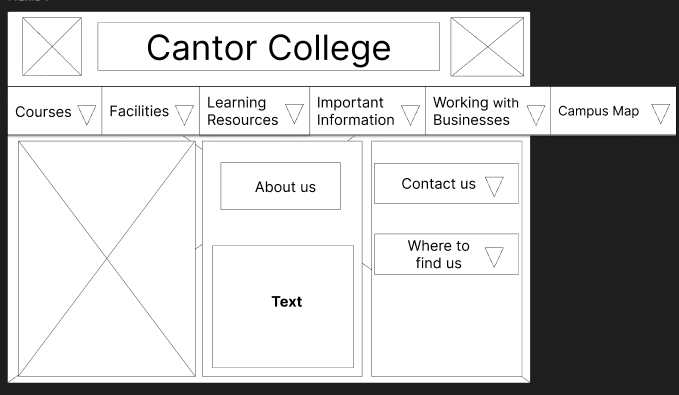 Cantor College
Courses
Facilities
Learning
Resources
Important
Information
Working with
Businesses
Campus Map
About us
Text
Contact us
Where to
find us